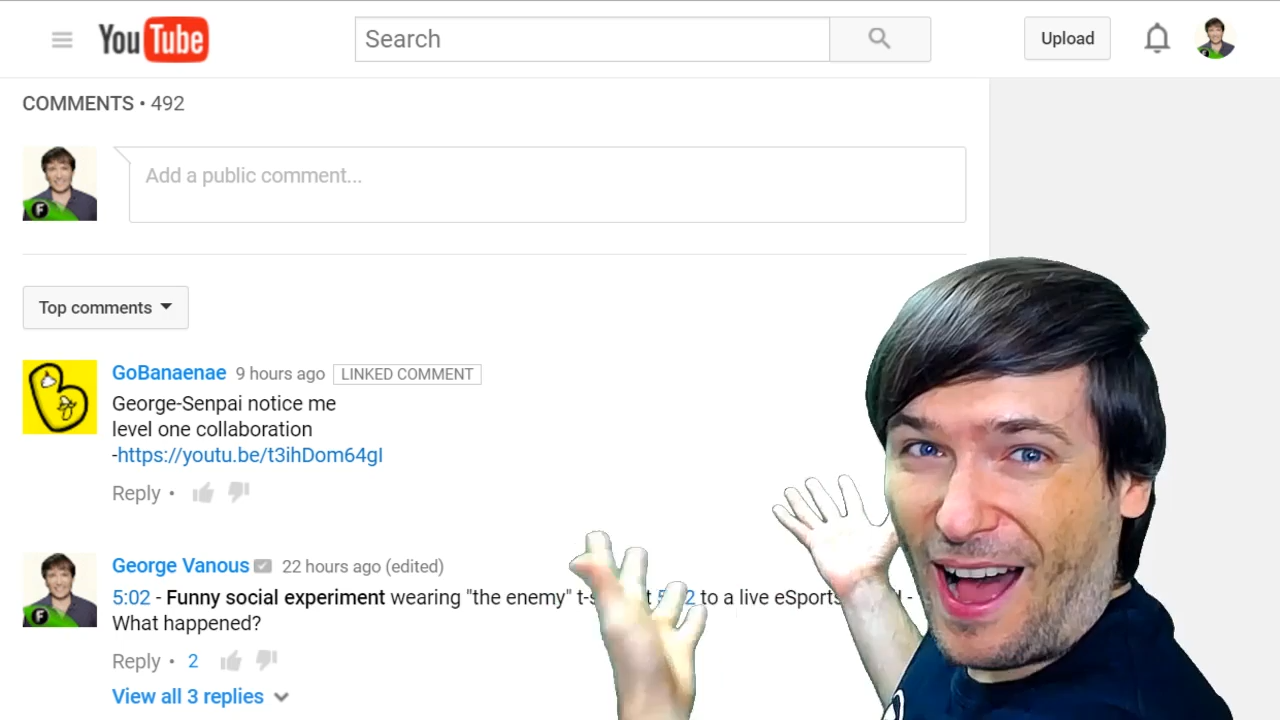 YouTube Search Upload
COMMENTS • 492
Add a public comment...
Top comments
GoBanaenae 9 hours ago LINKED COMMENT
George-Senpai notice me
level one collaboration
-https://youtu.be/t3ihDom64gI
Reply •
George Vanous 22 hours ago (edited)
5:02 - Funny social experiment wearing "the enemy" to a live eSports -
What happened?
Reply • 2
View all 3 replies
F
F